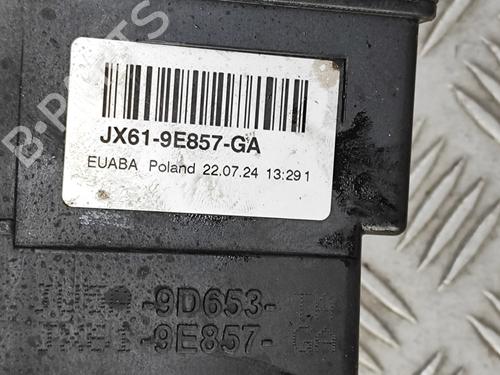 B-PARTS
JX61-9E857-GA
EUABA Poland 22.07.24 13:29 1
-9D653-
-9E857-